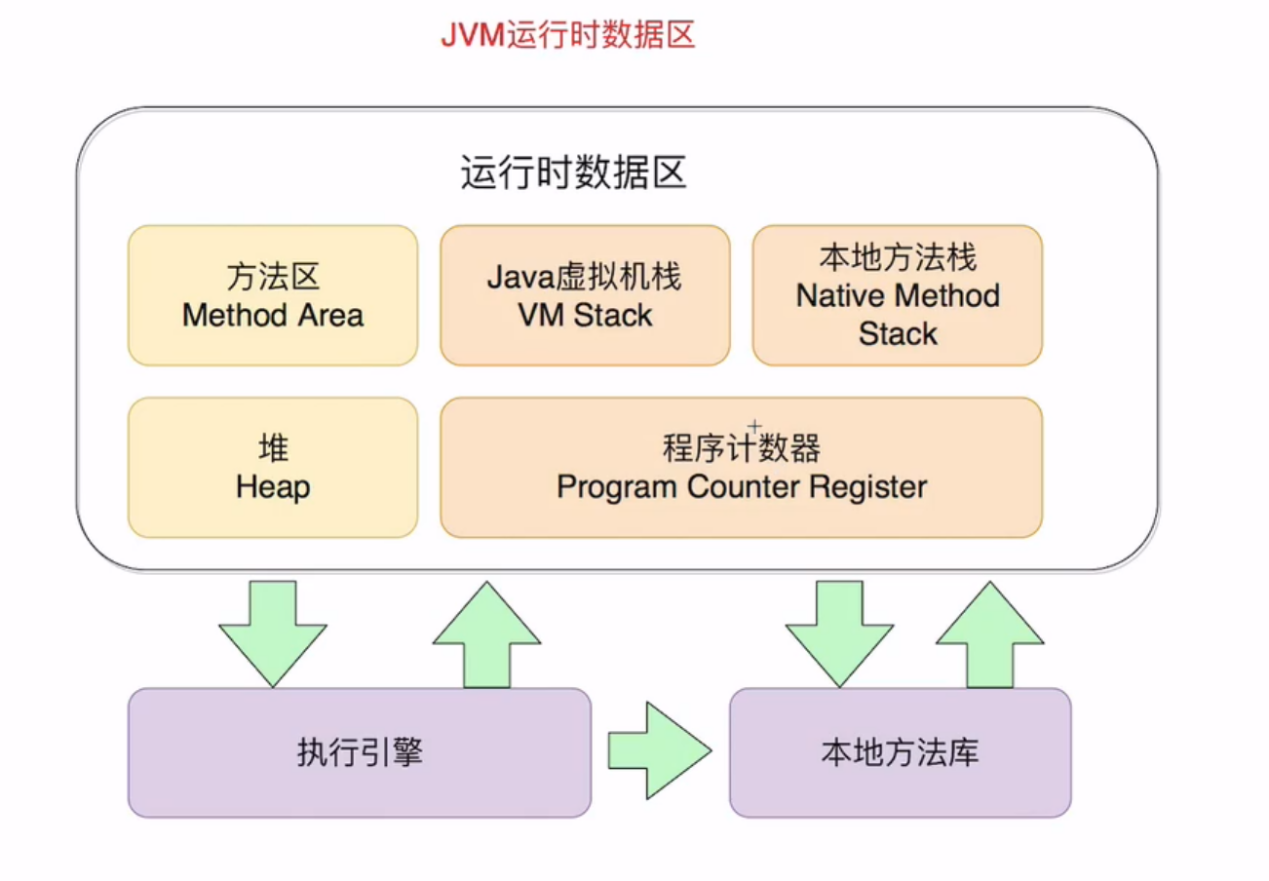 JVM运行时数据区
运行时数据区
方法区
Method Area
Java虚拟机栈
VM Stack
本地方法栈
Native Method
Stack
堆
Heap
程序计数器
Program Counter Register
执行引擎
本地方法库